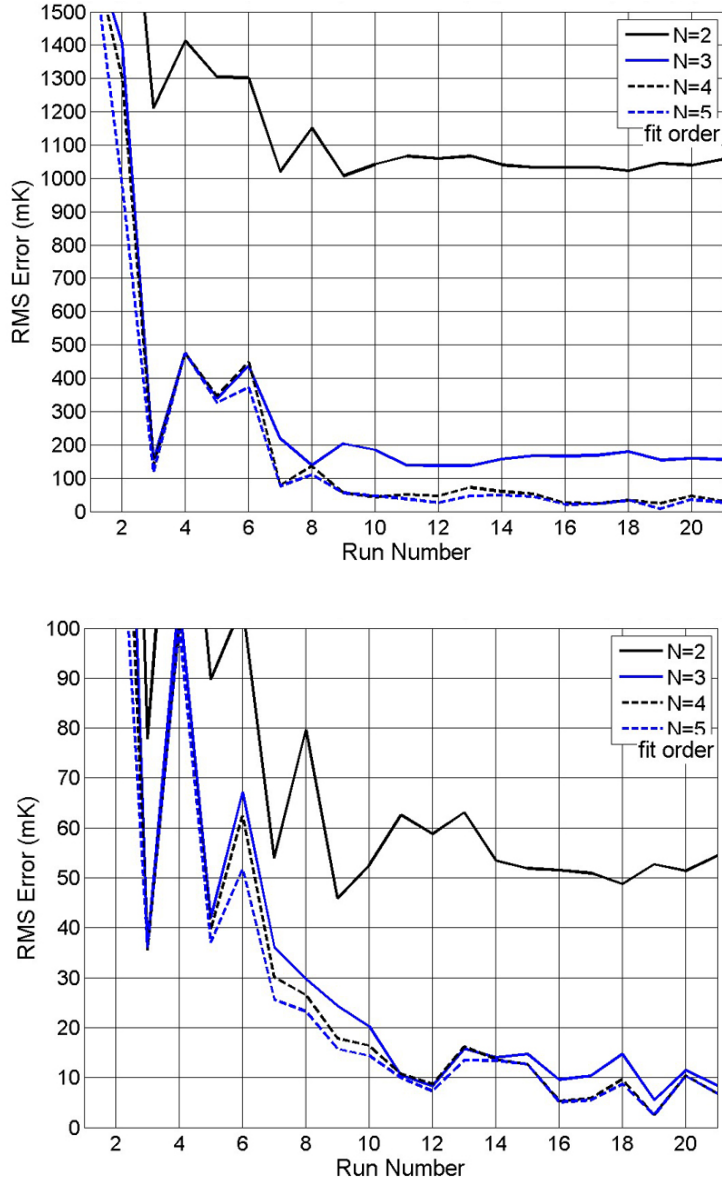 1500
1400
1300
1200
1100
1000
900
800
700
600
500
400
300
200
100
0
RMS Error (mK)
N=2
N=3
N=4
N=5
fit order
2 4 6 8 10 12 14 16 18 20
Run Number
100
90
80
70
60
50
40
30
20
10
0
RMS Error (mK)
N=2
N=3
N=4
N=5
fit order
2 4 6 8 10 12 14 16 18 20
Run Number